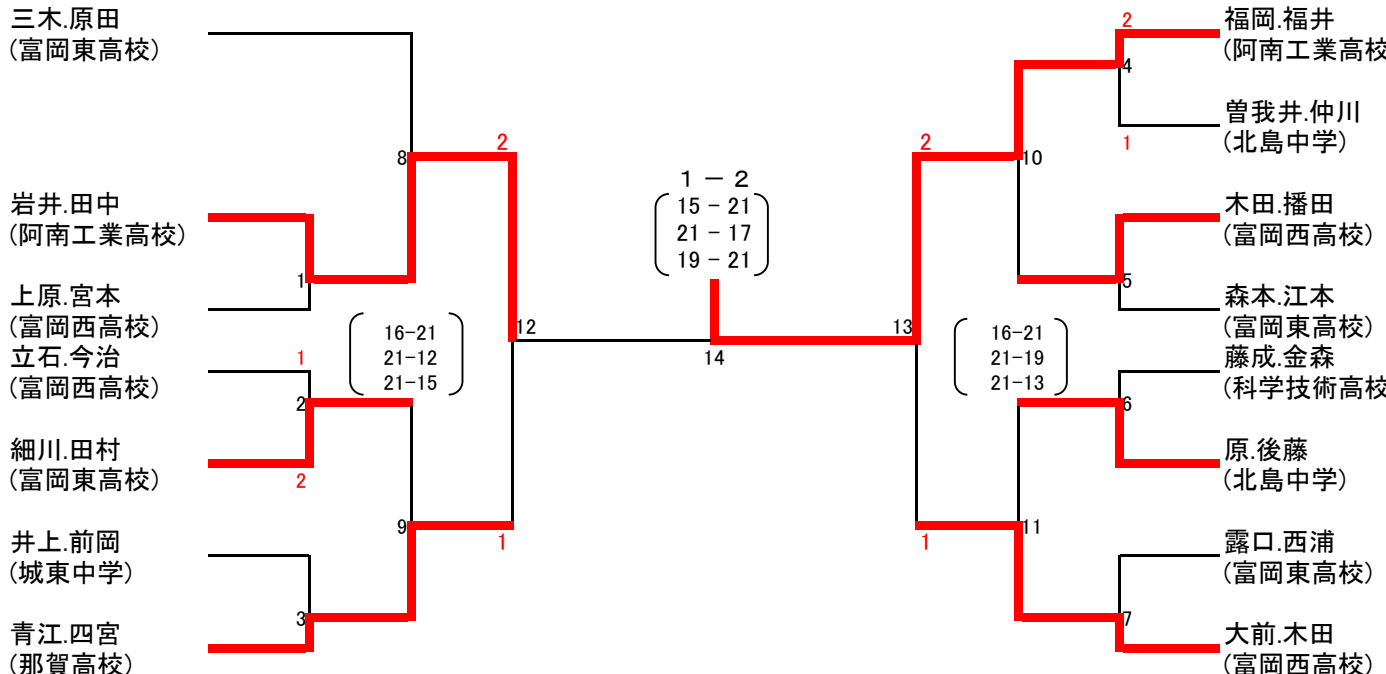 三木.原田
(富岡東高校)
岩井.田中
(阿南工業高校)
上原.宮本
(富岡西高校)
立石.今治
(富岡西高校)
細川.田村
(富岡東高校)
井上.前岡
(城東中学)
青江.四宮
(那賀高校)
1
1
2
2
3
8
2
9
1
16-21
21-12
21-15
12
1 - 2
15 - 21
21 - 17
19 - 21
14
13
16-21
21-19
21-13
2
10
1
11
2
4
1
5
6
7
福岡.福井
(阿南工業高校
曽我井.仲川
(北島中学)
木田.播田
(富岡西高校)
森本.江本
(富岡東高校)
藤成.金森
(科学技術高校
原.後藤
(北島中学)
露口.西浦
(富岡東高校)
大前.木田
(富岡西高校)